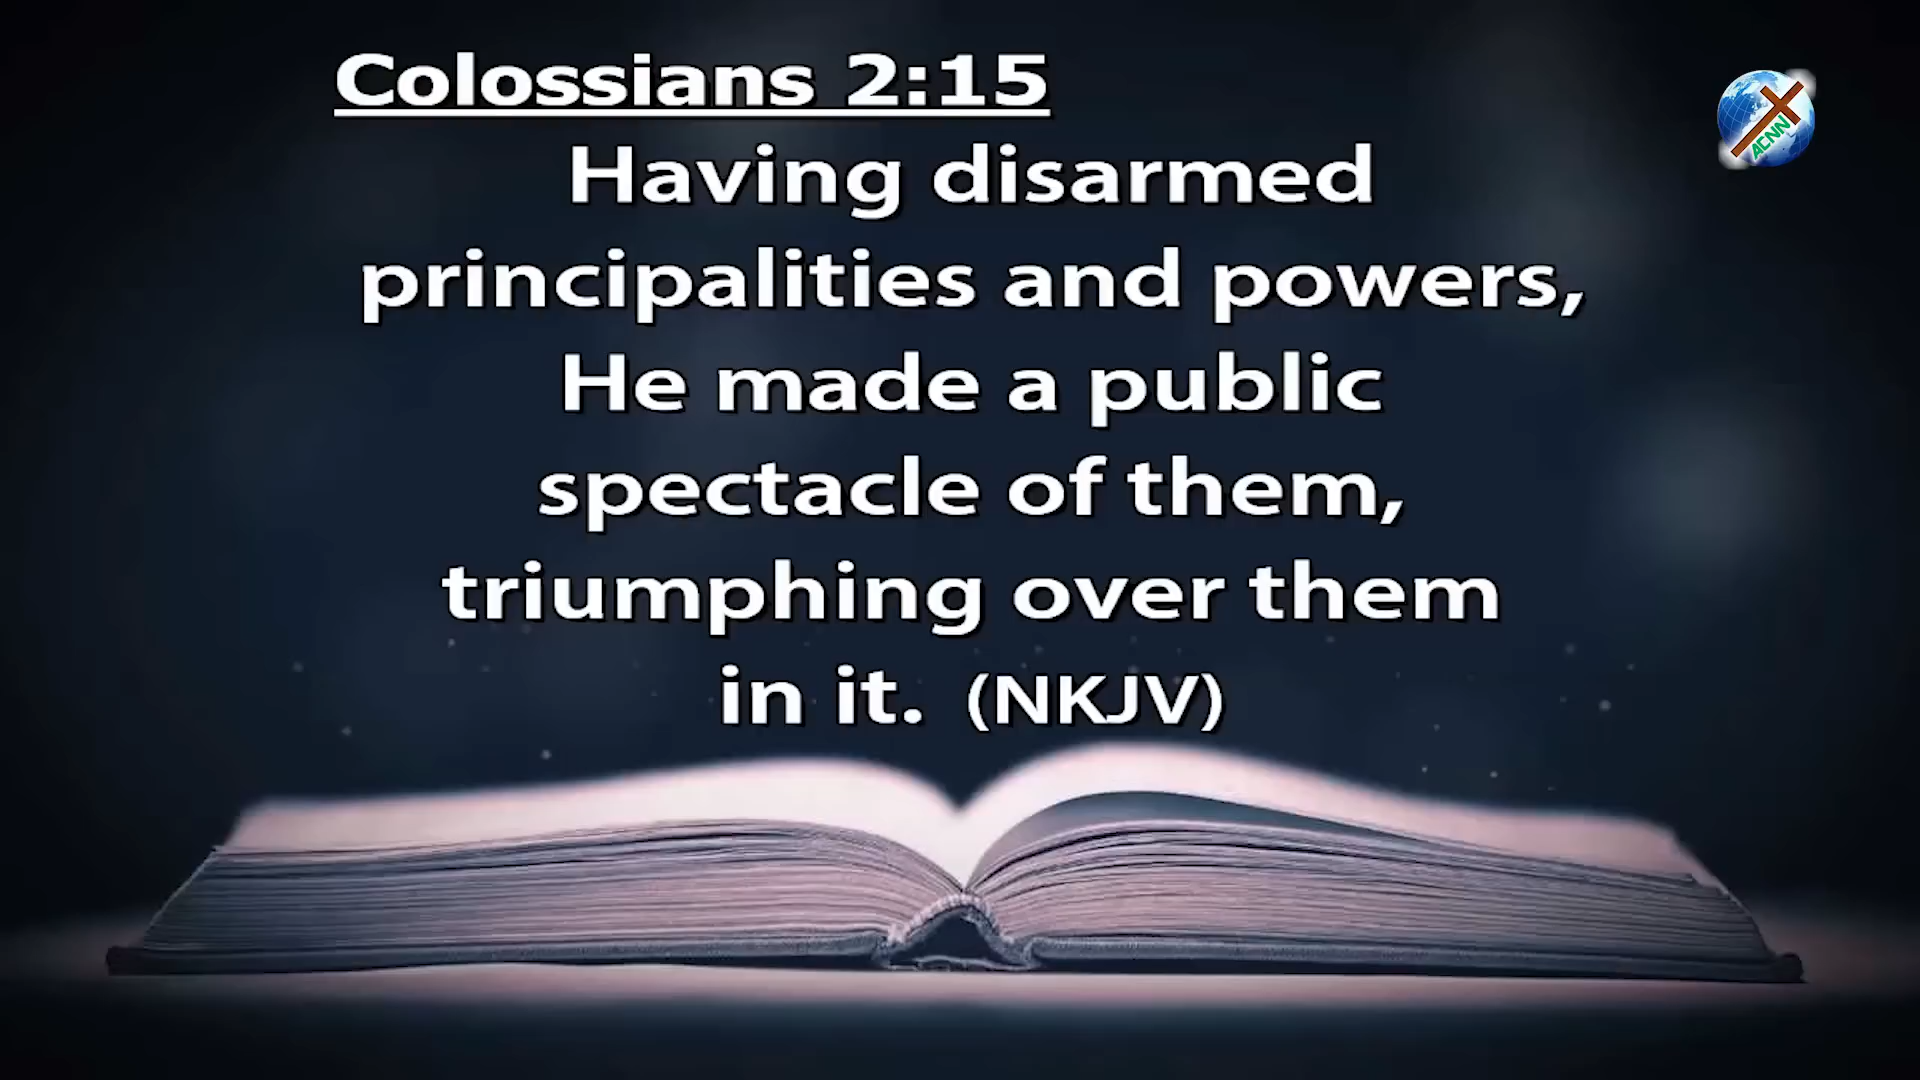 Colossians 2:15
ACNN
Having disarmed
principalities and powers,
He made a public
spectacle of them,
triumphing over them
in it. (NKJV)